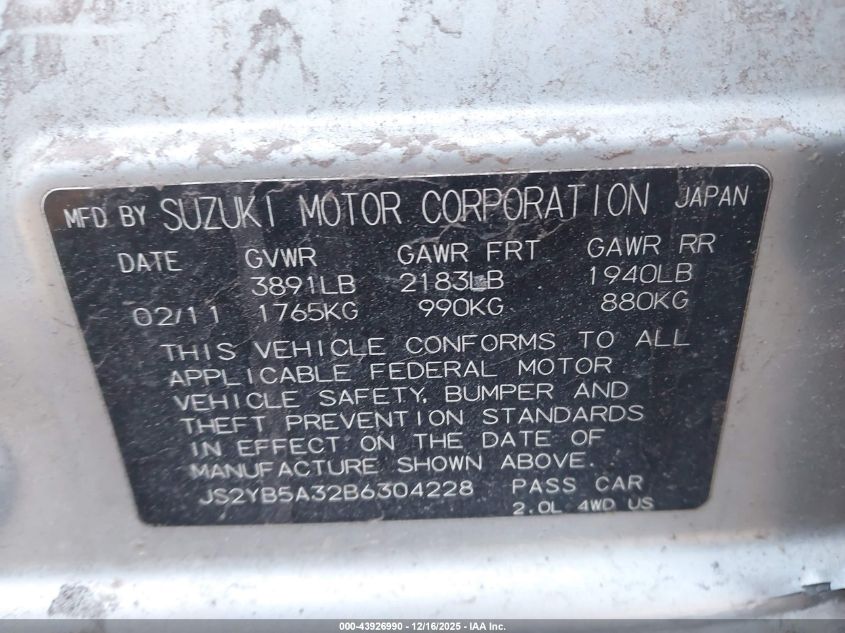 MFD BY SUZUKI MOTOR CORPORATION JAPAN
DATE GVWR GAWR FRT GAWR RR
3891LB 2183LB 1940LB
02/11 1765KG 990KG 880KG
THIS VEHICLE CONFORMS TO ALL
APPLICABLE FEDERAL MOTOR
VEHICLE SAFETY, BUMPER AND
THEFT PREVENTION STANDARDS
IN EFFECT ON THE DATE OF
MANUFACTURE SHOWN ABOVE.
JS2YB5A32B6304228 PASS CAR
2.0L 4WD US
000-43926990 - 12/16/2025 - IAA Inc.